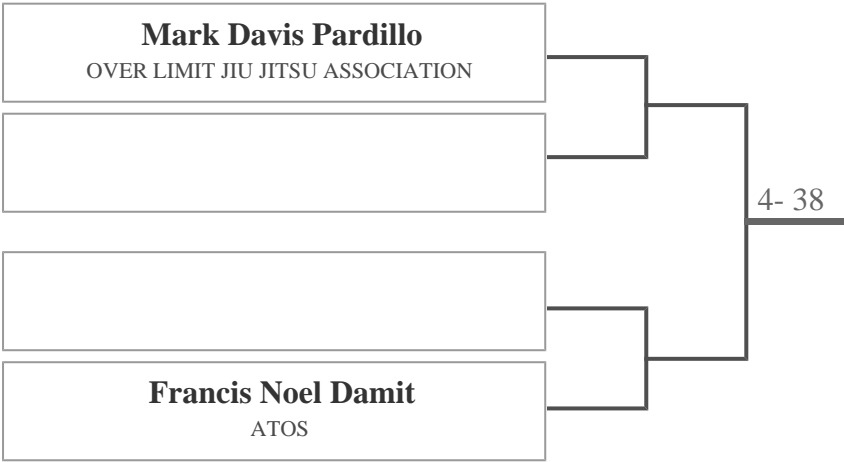 Mark Davis Pardillo
OVER LIMIT JIU JITSU ASSOCIATION
4- 38
Francis Noel Damit
ATOS